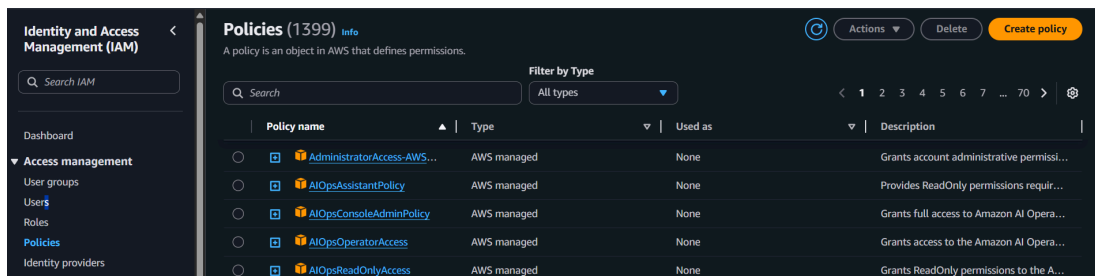 Identity and Access
Management (IAM)
Search IAM
Dashboard
Access management
User groups
Users
Roles
Policies
Identity providers
Policies (1399) Info
A policy is an object in AWS that defines permissions.
Actions
Delete
Create policy
Filter by Type
Search
All types
1 2 3 4 5 6 7 ... 70
Policy name Type Used as Description
AdministratorAccess-AWS... AWS managed None Grants account administrative permissi...
AIOpsAssistantPolicy AWS managed None Provides ReadOnly permissions requir...
AIOpsConsoleAdminPolicy AWS managed None Grants full access to Amazon AI Opera...
AIOpsOperatorAccess AWS managed None Grants access to the Amazon AI Opera...
AIOpsReadOnlyAccess AWS managed None Grants ReadOnly permissions to the A...